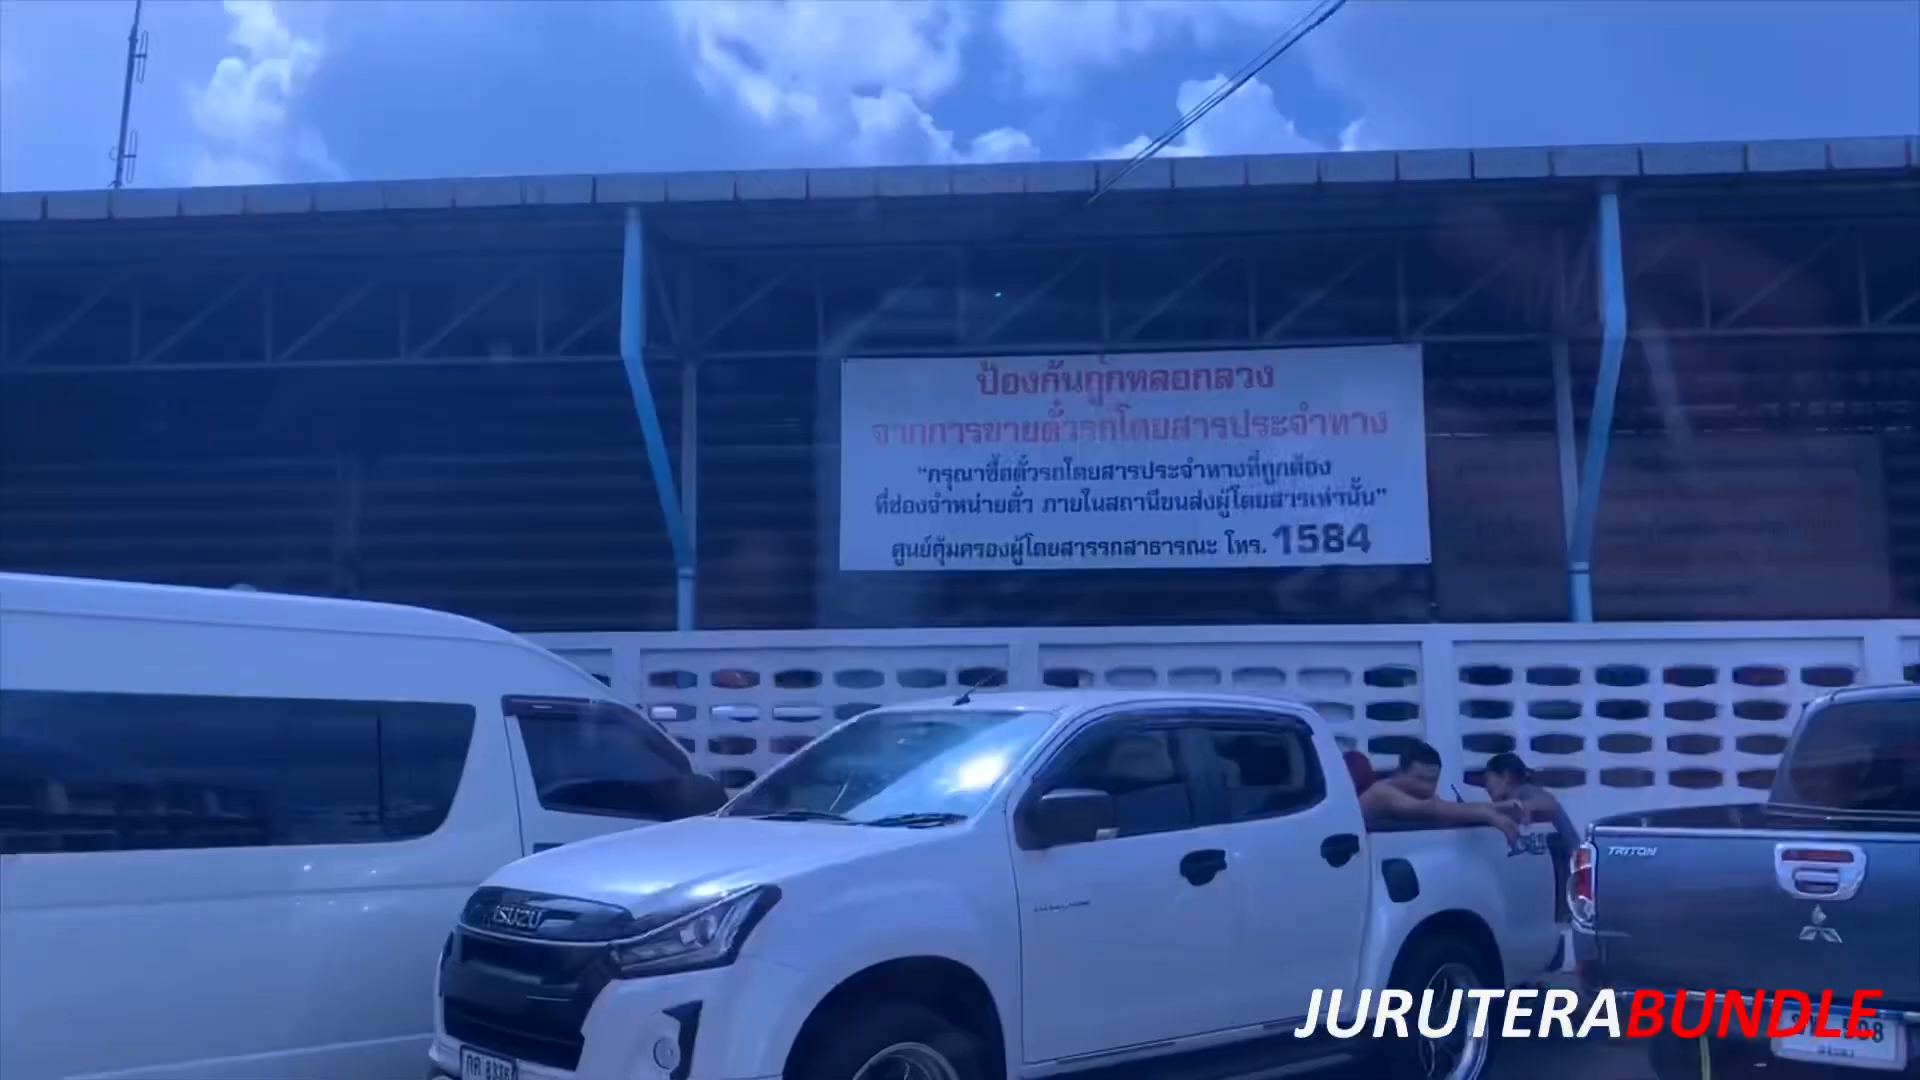 ป้องกันถูกหลอกลวง
จากการขายตั๋วรถโดยสารประจำทาง
"กรุณาซื้อตั๋วรถโดยสารประจำทางที่ถูกต้อง
ที่ช่องจำหน่ายตั๋ว ภายในสถานีขนส่งผู้โดยสารเท่านั้น"
ศูนย์คุ้มครองผู้โดยสารรถสาธารณะ โทร. 1584
TRITON
ISUZU
JURUTERABUNDLE